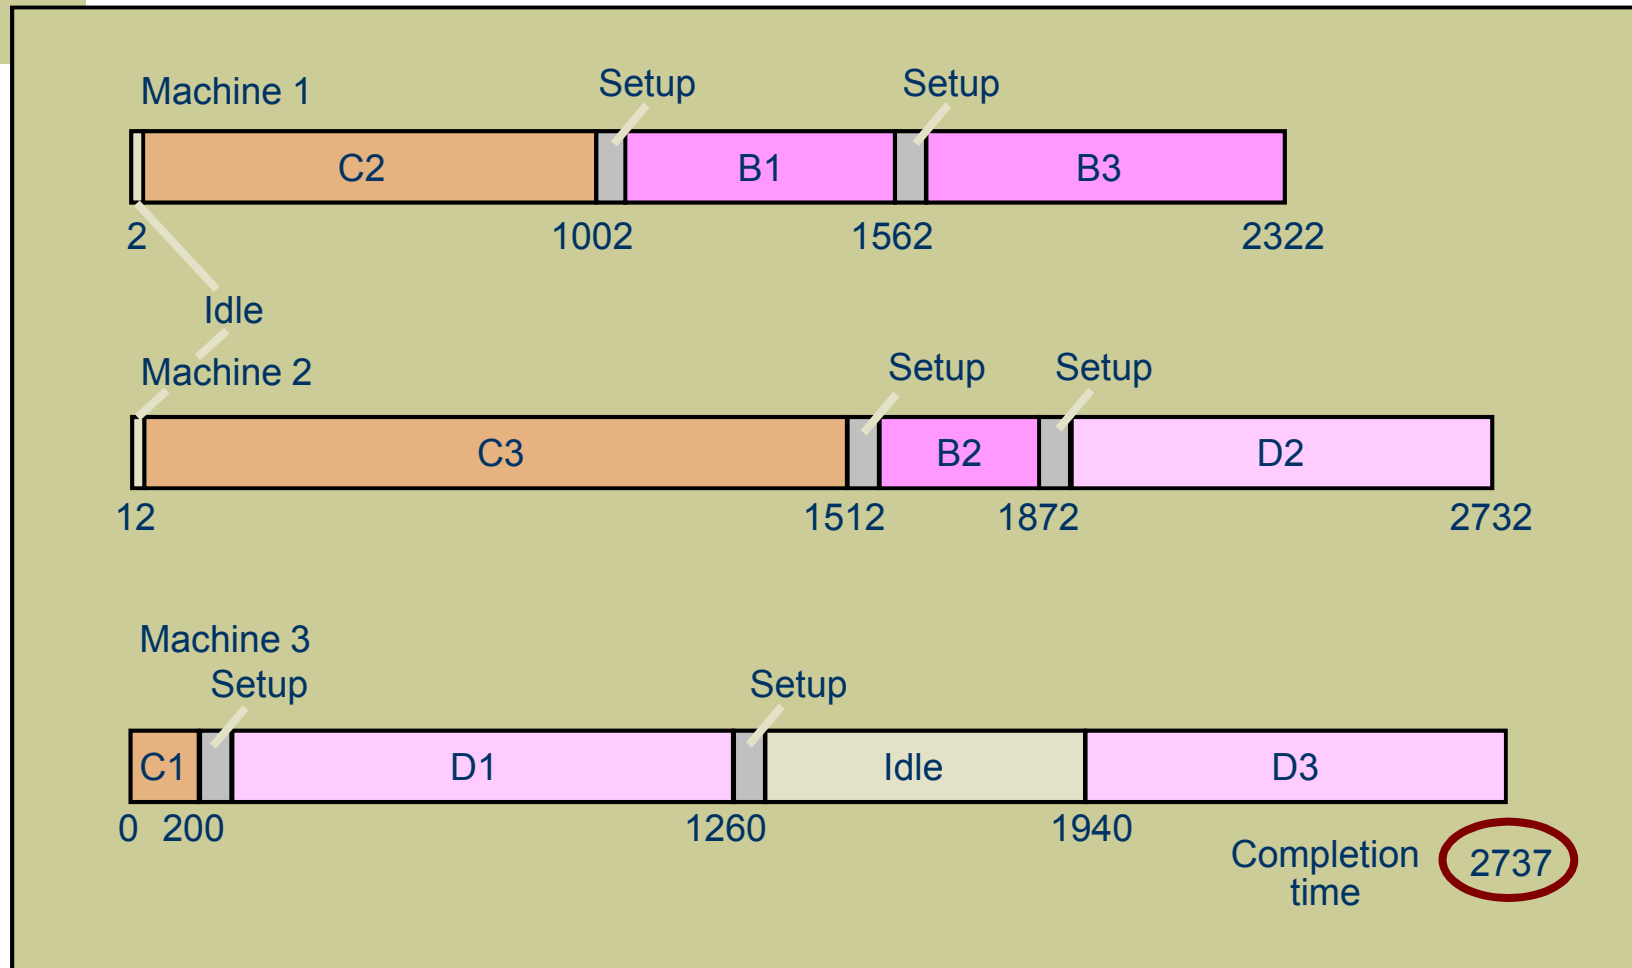 Machine 1
Setup
Setup
C2
B1
B3
2
1002
1562
2322
Idle
Machine 2
Setup
Setup
C3
B2
D2
12
1512
1872
2732
Machine 3
Setup
Setup
C1
D1
Idle
D3
0
200
1260
1940
Completion
time
2737